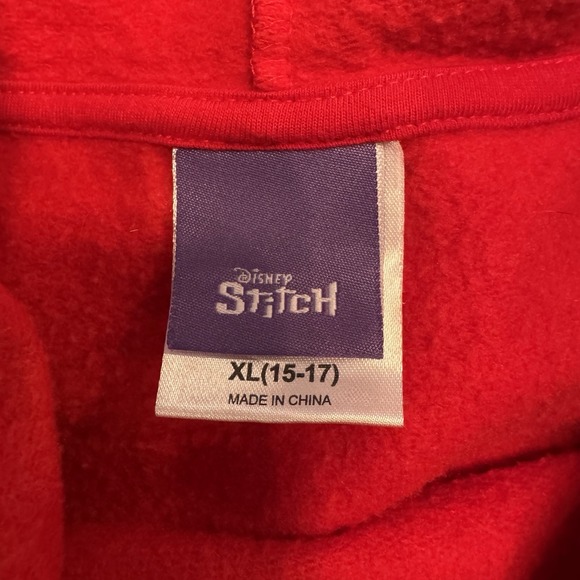 Disney
Stitch
XL(15-17)
MADE IN CHINA